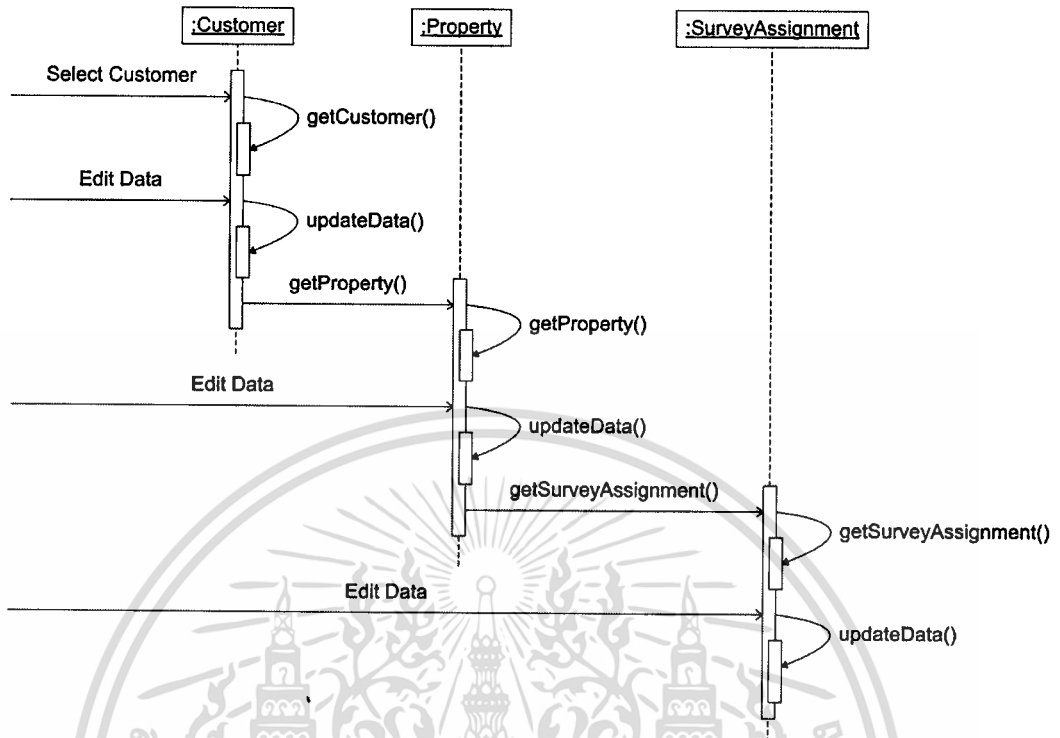 :Customer
:Property
:SurveyAssignment
Select Customer
getCustomer()
Edit Data
updateData()
getProperty()
getProperty()
Edit Data
updateData()
getSurveyAssignment()
getSurveyAssignment()
Edit Data
updateData()